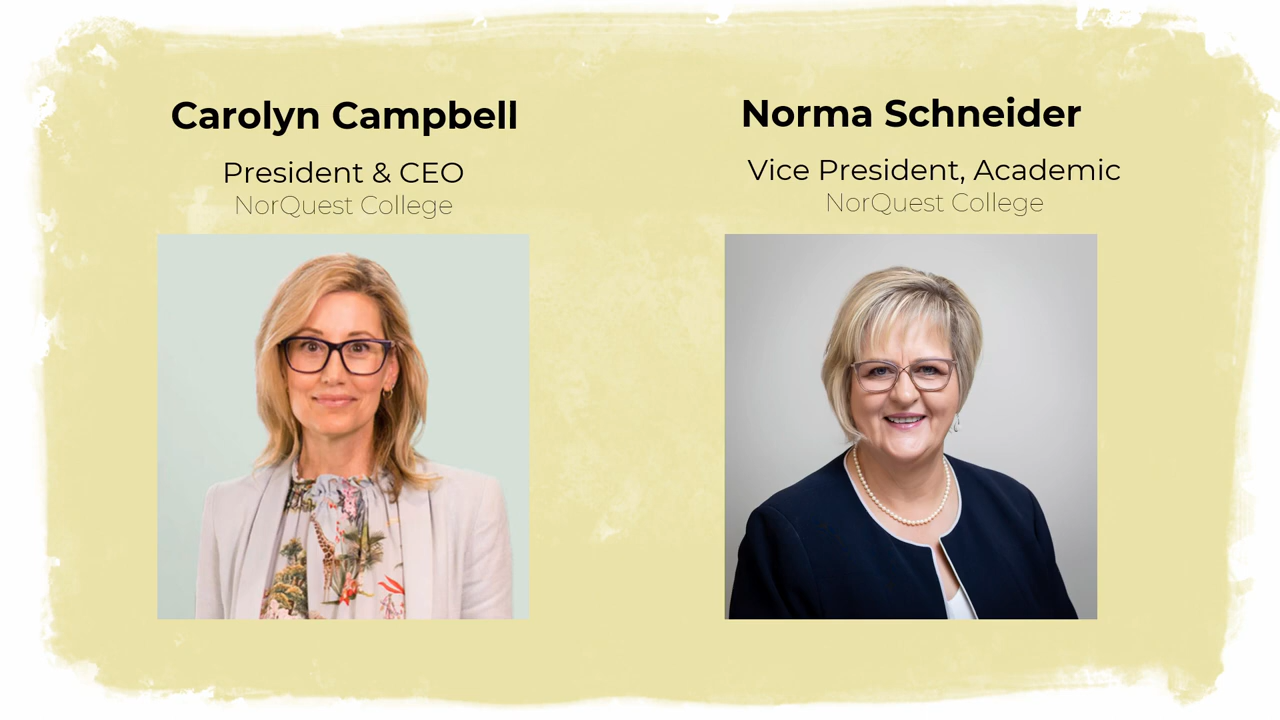 Carolyn Campbell
President & CEO
NorQuest College
Norma Schneider
Vice President, Academic
NorQuest College